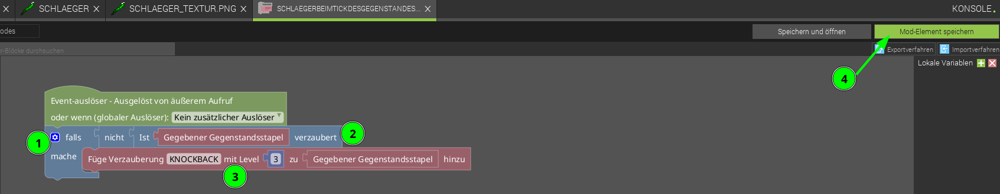 SCHLAEGER SCHLAEGER_TEXTUR.PNG SCHLAEGERBEIMTICKDESGEGENSTANDES... KONSOLE
odes Speichern und öffnen Mod-Element speichern
r-Blöcke durchsuchen Exportverfahren Importverfahren
Lokale Variablen
4
Event-auslöser - Ausgelöst von äußerem Aufruf
oder wenn (globaler Auslöser): Kein zusätzlicher Auslöser
1 falls nicht Ist Gegebener Gegenstandsstapel verzaubert 2
mache Füge Verzauberung KNOCKBACK mit Level 3 zu Gegebener Gegenstandsstapel hinzu
3